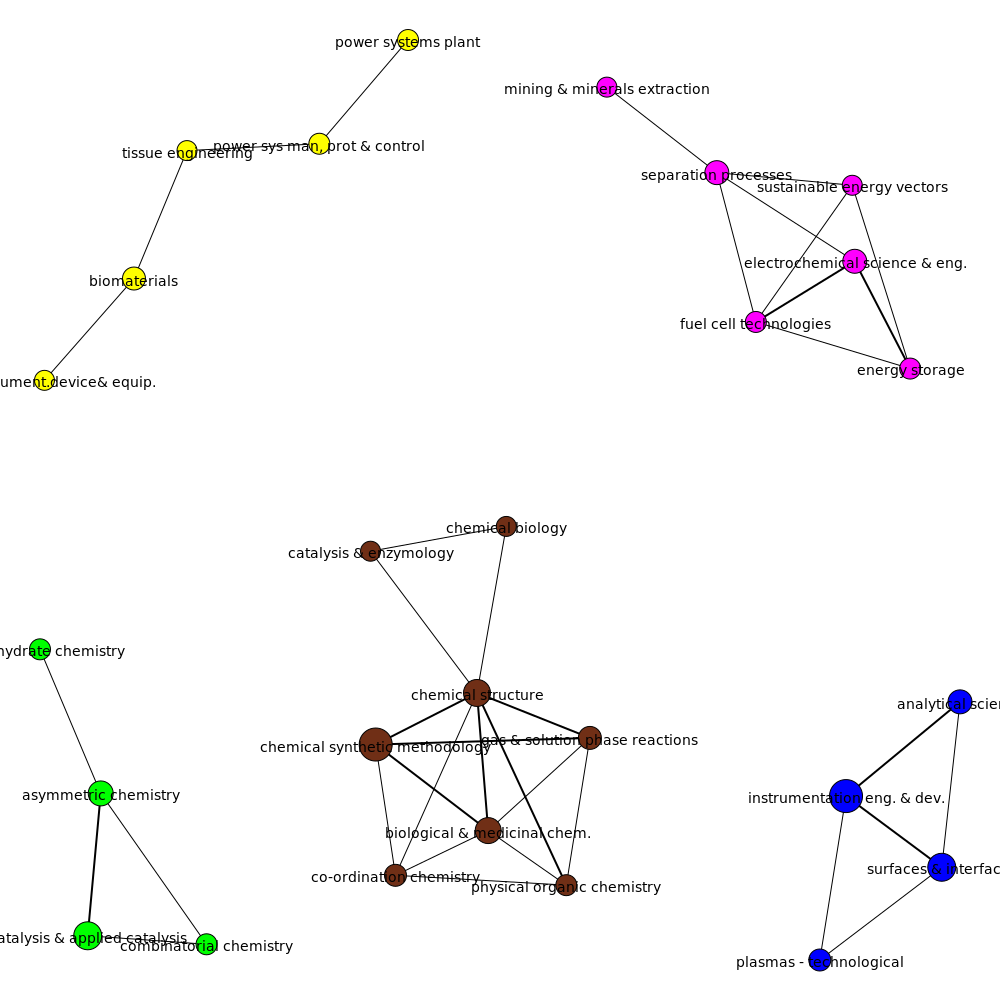 power systems plant
mining & minerals extraction
power sys man, prot & control
tissue engineering
separation processes
sustainable energy vectors
electrochemical science & eng.
biomaterials
fuel cell technologies
energy storage
ument.device& equip.
chemical biology
catalysis & enzymology
hydrate chemistry
chemical structure
analytical scien
gas & solution phase reactions
chemical synthetic methodology
asymmetric chemistry
instrumentation eng. & dev.
biological & medicinal chem.
surfaces & interfac
co-ordination chemistry
physical organic chemistry
atalysis & applied catalysis
combinatorial chemistry
plasmas - technological